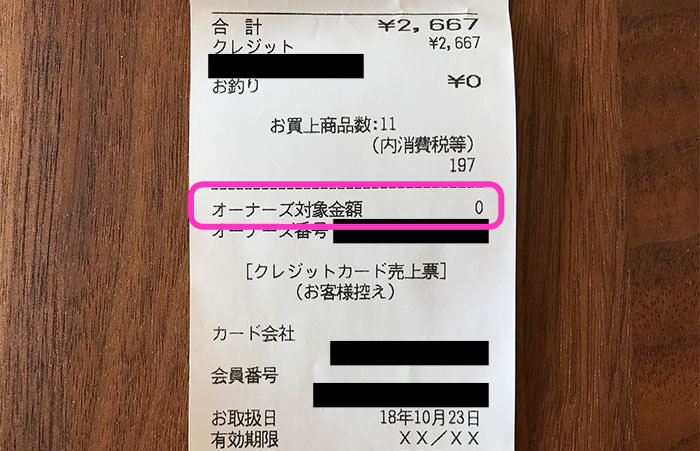 合計 ¥2,667
クレジット ¥2,667
お釣り ¥0
お買上商品数:11
(内消費税等)
197
オーナーズ対象金額 0
オーナーズ番号
[クレジットカード売上票]
(お客様控え)
カード会社
会員番号
お取扱日 18年10月23日
有効期限 XX/XX